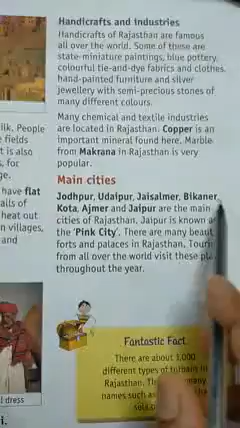 Handicrafts and industries
Handicrafts of Rajasthan are famous
all over the world. Some of these are
state-miniature paintings, blue pottery,
colourful tie-and-dye fabrics and clothes,
hand-painted furniture and silver
jewellery with semi-precious stones of
many different colours.
Many chemical and textile industries
are located in Rajasthan. Copper is an
important mineral found here. Marble
from Makrana in Rajasthan is very
popular.
Main cities
Jodhpur, Udaipur, Jaisalmer, Bikaner,
Kota, Ajmer and Jaipur are the main
cities of Rajasthan. Jaipur is known
the 'Pink City'. There are many
forts and palaces in Rajasthan.
from all over the world visit these
throughout the year.
Fantastic Fact
There are about 1,000
different types of turbans in
Rajasthan. many
names such as
ilk. People
fields
t is also
, for
ge.
have flat
alls of
heat out
n villages,
and
dress